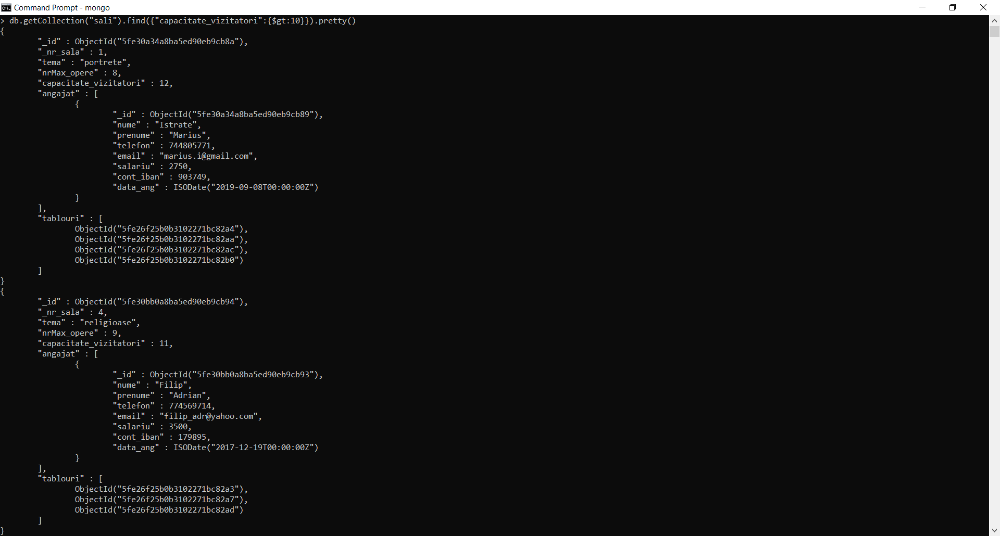 Command Prompt - mongo
> db.getCollection("sali").find({"capacitate_vizitatori":{$gt:10}}).pretty()
{
        "_id" : ObjectId("5fe30a34a8ba5ed90eb9cb8a"),
        "_nr_sala" : 1,
        "tema" : "portrete",
        "nrMax_opere" : 8,
        "capacitate_vizitatori" : 12,
        "angajat" : [
                {
                        "_id" : ObjectId("5fe30a34a8ba5ed90eb9cb89"),
                        "nume" : "Istrate",
                        "prenume" : "Marius",
                        "telefon" : 744805771,
                        "email" : "marius.i@gmail.com",
                        "salariu" : 2750,
                        "cont_iban" : 903749,
                        "data_ang" : ISODate("2019-09-08T00:00:00Z")
                }
        ],
        "tablouri" : [
                ObjectId("5fe26f25b0b3102271bc82a4"),
                ObjectId("5fe26f25b0b3102271bc82aa"),
                ObjectId("5fe26f25b0b3102271bc82ac"),
                ObjectId("5fe26f25b0b3102271bc82b0")
        ]
}
{
        "_id" : ObjectId("5fe30bb0a8ba5ed90eb9cb94"),
        "_nr_sala" : 4,
        "tema" : "religioase",
        "nrMax_opere" : 9,
        "capacitate_vizitatori" : 11,
        "angajat" : [
                {
                        "_id" : ObjectId("5fe30bb0a8ba5ed90eb9cb93"),
                        "nume" : "Filip",
                        "prenume" : "Adrian",
                        "telefon" : 774569714,
                        "email" : "filip_adr@yahoo.com",
                        "salariu" : 3500,
                        "cont_iban" : 179895,
                        "data_ang" : ISODate("2017-12-19T00:00:00Z")
                }
        ],
        "tablouri" : [
                ObjectId("5fe26f25b0b3102271bc82a3"),
                ObjectId("5fe26f25b0b3102271bc82a7"),
                ObjectId("5fe26f25b0b3102271bc82ad")
        ]
}